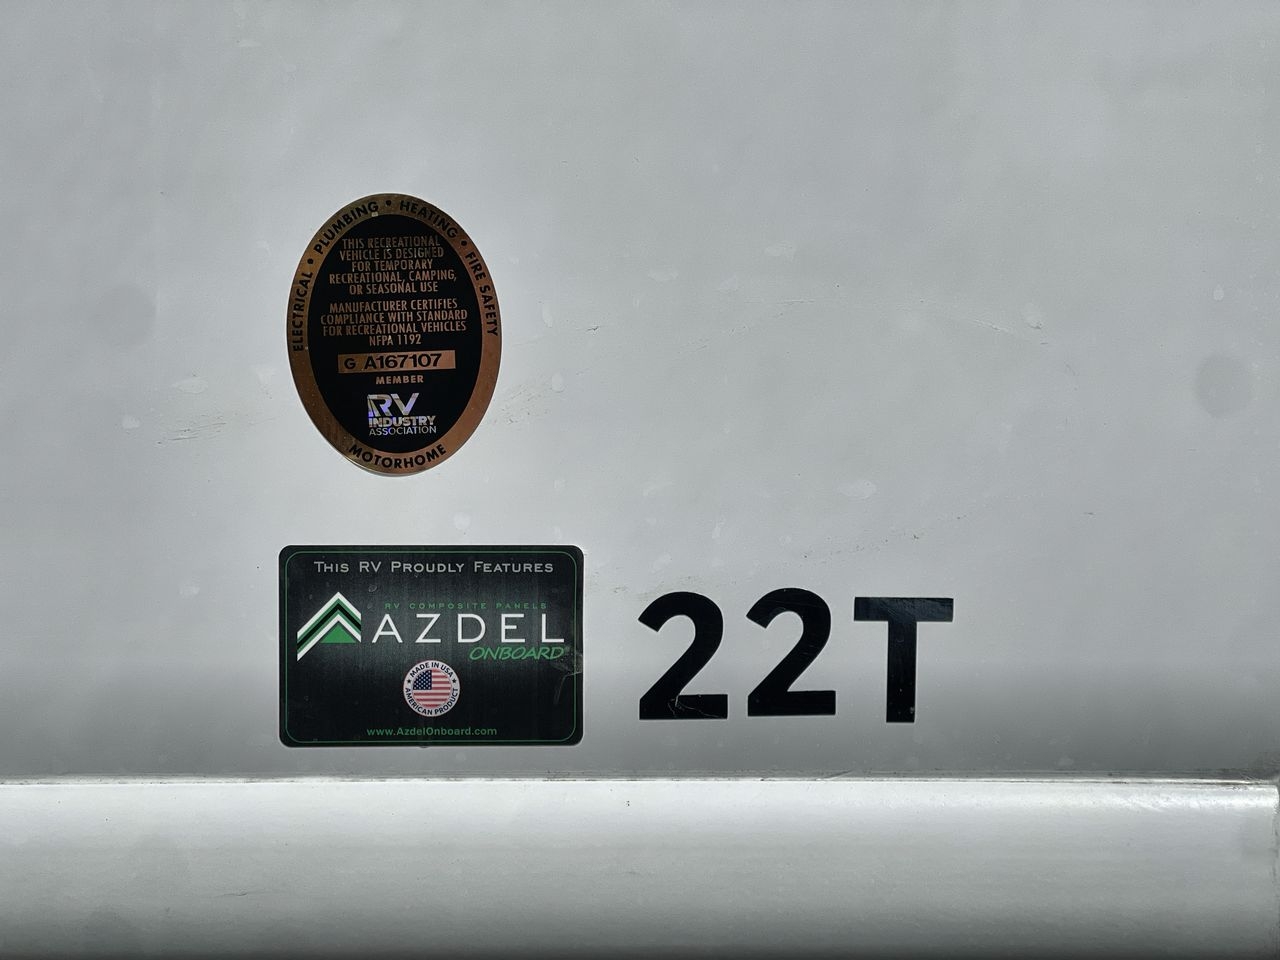 ELECTRICAL • PLUMBING • HEATING • FIRE SAFETY
THIS RECREATIONAL
VEHICLE IS DESIGNED
FOR TEMPORARY
RECREATIONAL, CAMPING,
OR SEASONAL USE
MANUFACTURER CERTIFIES
COMPLIANCE WITH STANDARD
FOR RECREATIONAL VEHICLES
NFPA 1192
G A167107
MEMBER
RV
INDUSTRY
ASSOCIATION
MOTORHOME
THIS RV PROUDLY FEATURES
RV COMPOSITE PANELS
AZDEL
ONBOARD
MADE IN USA
AMERICAN PRODUCT
www.AzdelOnboard.com
22T